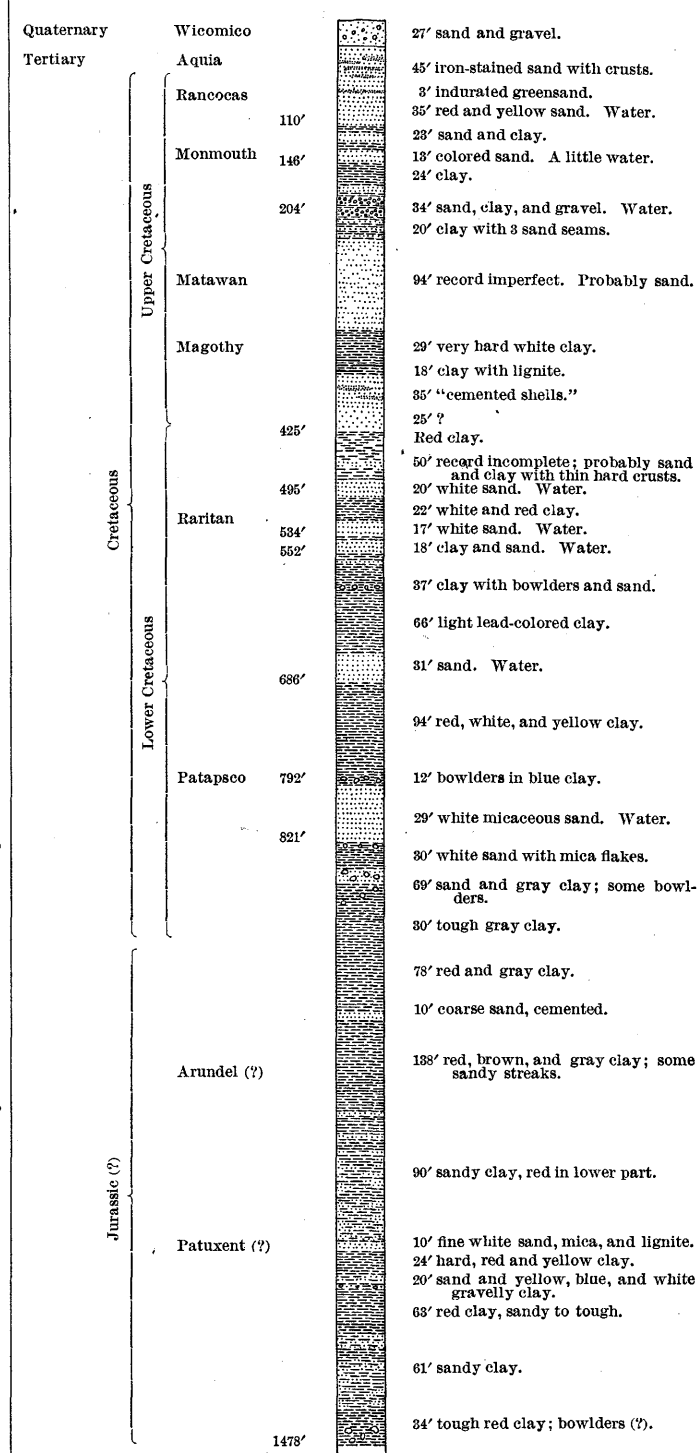 Quaternary Wicomico 27′ sand and gravel.
Tertiary Aquia 45′ iron-stained sand with crusts.
Rancocas 3′ indurated greensand.
110′ 35′ red and yellow sand. Water.
23′ sand and clay.
Monmouth 146′ 13′ colored sand. A little water.
24′ clay.
204′ 34′ sand, clay, and gravel. Water.
20′ clay with 3 sand seams.
Upper Cretaceous
Matawan 94′ record imperfect. Probably sand.
Magothy 29′ very hard white clay.
18′ clay with lignite.
35′ “cemented shells.”
25′ ?
425′ Red clay.
50′ record incomplete; probably sand
and clay with thin hard crusts.
495′ 20′ white sand. Water.
Cretaceous
22′ white and red clay.
Raritan
534′ 17′ white sand. Water.
552′ 18′ clay and sand. Water.
37′ clay with bowlders and sand.
66′ light lead-colored clay.
31′ sand. Water.
686′
Lower Cretaceous
94′ red, white, and yellow clay.
Patapsco 792′ 12′ bowlders in blue clay.
29′ white micaceous sand. Water.
821′
30′ white sand with mica flakes.
69′ sand and gray clay; some bowl-
ders.
30′ tough gray clay.
78′ red and gray clay.
10′ coarse sand, cemented.
Arundel (?) 138′ red, brown, and gray clay; some
sandy streaks.
Jurassic (?)
90′ sandy clay, red in lower part.
Patuxent (?) 10′ fine white sand, mica, and lignite.
24′ hard, red and yellow clay.
20′ sand and yellow, blue, and white
gravelly clay.
63′ red clay, sandy to tough.
61′ sandy clay.
34′ tough red clay; bowlders (?).
1478′